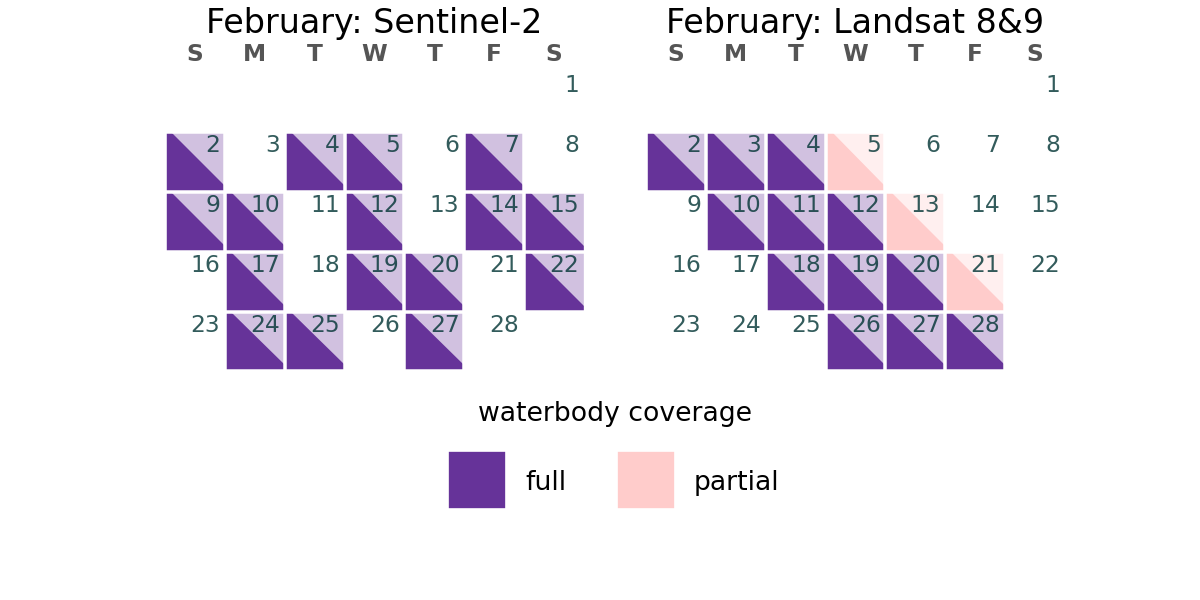 February: Sentinel-2
S M T W T F S
1
2 3 4 5 6 7 8
9 10 11 12 13 14 15
16 17 18 19 20 21 22
23 24 25 26 27 28
February: Landsat 8&9
S M T W T F S
1
2 3 4 5 6 7 8
9 10 11 12 13 14 15
16 17 18 19 20 21 22
23 24 25 26 27 28
waterbody coverage
full partial